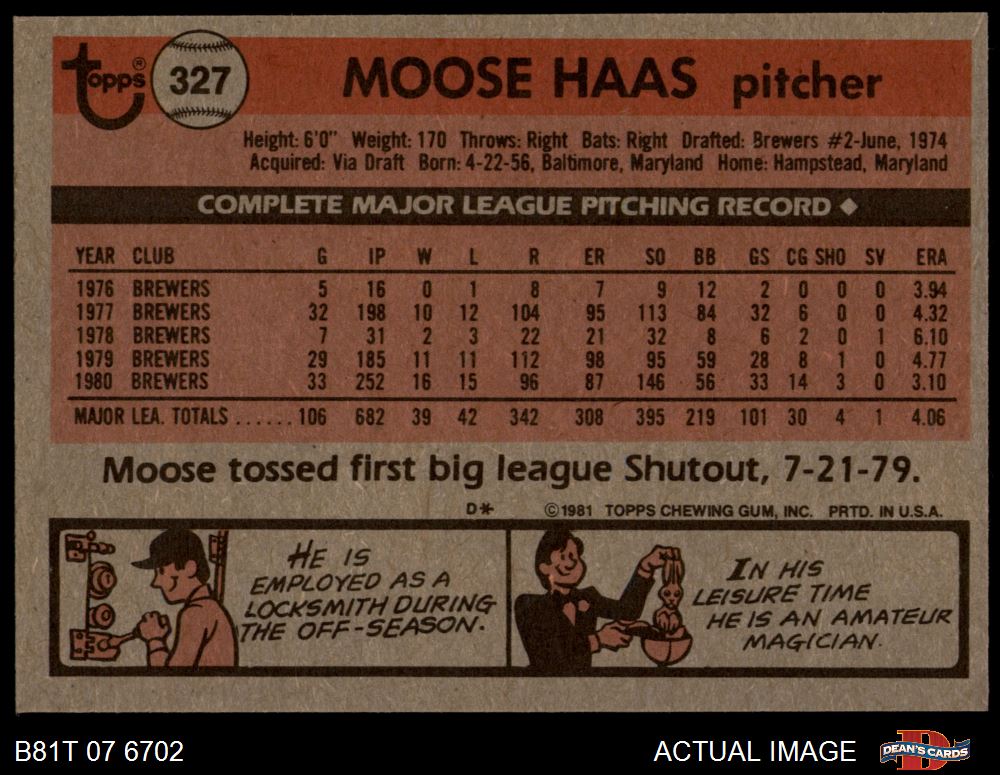 Topps® 327 MOOSE HAAS pitcher
Height: 6'0" Weight: 170 Throws: Right Bats: Right Drafted: Brewers #2-June, 1974
Acquired: Via Draft Born: 4-22-56, Baltimore, Maryland Home: Hampstead, Maryland
COMPLETE MAJOR LEAGUE PITCHING RECORD ◆
YEAR CLUB G IP W L R ER SO BB GS CG SHO SV ERA
1976 BREWERS 5 16 0 1 8 7 9 12 2 0 0 0 3.94
1977 BREWERS 32 198 10 12 104 95 113 84 32 6 0 0 4.32
1978 BREWERS 7 31 2 3 22 21 32 8 6 2 0 1 6.10
1979 BREWERS 29 185 11 11 112 98 95 59 28 8 1 0 4.77
1980 BREWERS 33 252 16 15 96 87 146 56 33 14 3 0 3.10
MAJOR LEA. TOTALS ...... 106 682 39 42 342 308 395 219 101 30 4 1 4.06
Moose tossed first big league Shutout, 7-21-79.
D* ©1981 TOPPS CHEWING GUM, INC. PRTD. IN U.S.A.
HE IS
EMPLOYED AS A
LOCKSMITH DURING
THE OFF-SEASON.
IN HIS
LEISURE TIME
HE IS AN AMATEUR
MAGICIAN.
B81T 07 6702 ACTUAL IMAGE D DEAN'S CARDS